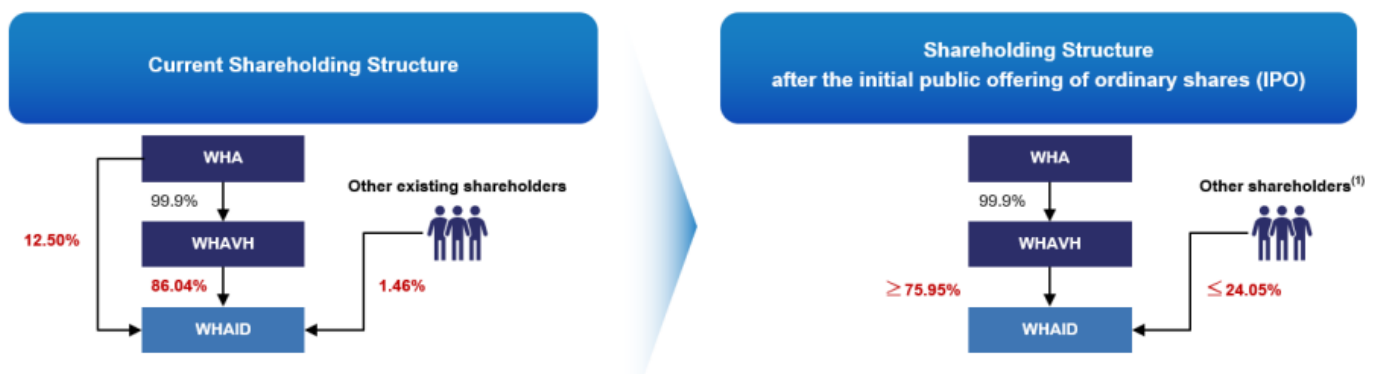 Current Shareholding Structure
WHA
99.9%
Other existing shareholders
12.50%
WHAVH
86.04%
1.46%
WHAID
Shareholding Structure
after the initial public offering of ordinary shares (IPO)
WHA
99.9%
Other shareholders(1)
WHAVH
≥ 75.95%
≤ 24.05%
WHAID